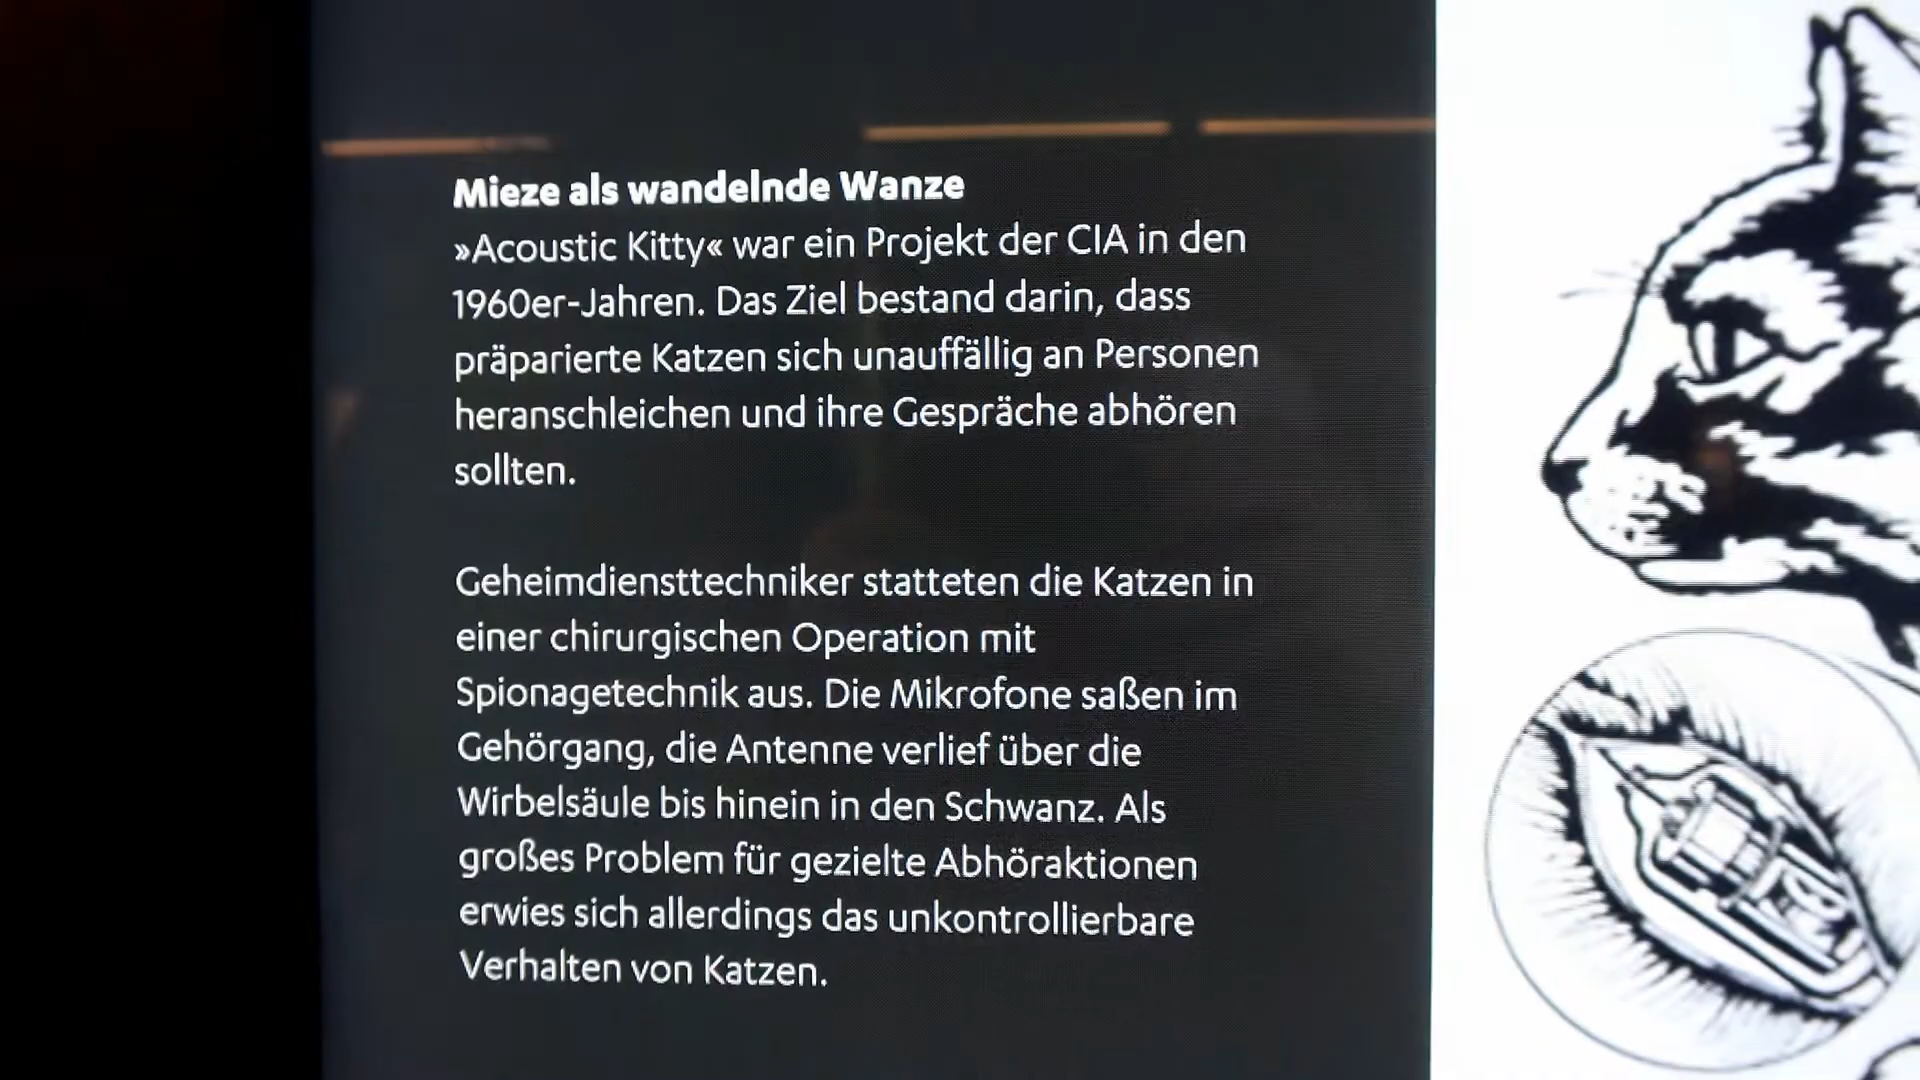 Mieze als wandelnde Wanze
»Acoustic Kitty« war ein Projekt der CIA in den
1960er-Jahren. Das Ziel bestand darin, dass
präparierte Katzen sich unauffällig an Personen
heranschleichen und ihre Gespräche abhören
sollten.
Geheimdiensttechniker statteten die Katzen in
einer chirurgischen Operation mit
Spionagetechnik aus. Die Mikrofone saßen im
Gehörgang, die Antenne verlief über die
Wirbelsäule bis hinein in den Schwanz. Als
großes Problem für gezielte Abhöraktionen
erwies sich allerdings das unkontrollierbare
Verhalten von Katzen.